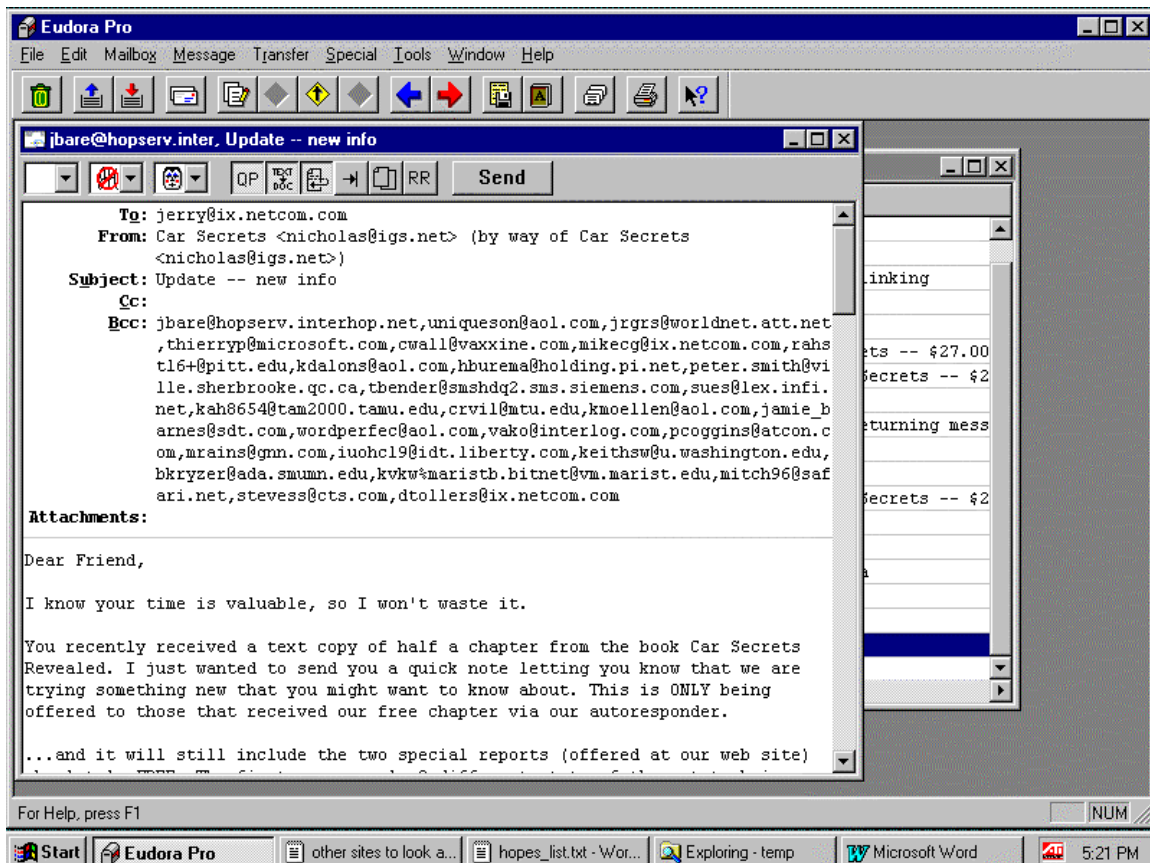 Eudora Pro
File Edit Mailbox Message Transfer Special Tools Window Help
jbare@hopserv.inter, Update -- new info
QP TEXT DOC RR Send
To: jerry@ix.netcom.com
From: Car Secrets <nicholas@igs.net> (by way of Car Secrets
<nicholas@igs.net>)
Subject: Update -- new info
Cc:
Bcc: jbare@hopserv.interhop.net,uniqueson@aol.com,jrgrs@worldnet.att.net
,thierryp@microsoft.com,cwall@vaxxine.com,mikecg@ix.netcom.com,rahs
tl6+@pitt.edu,kdalons@aol.com,hburema@holding.pi.net,peter.smith@vi
lle.sherbrooke.qc.ca,tbender@smshdq2.sms.siemens.com,sues@lex.infi.
net,kah8654@tam2000.tamu.edu,crvil@mtu.edu,kmoellen@aol.com,jamie_b
arnes@sdt.com,wordperfec@aol.com,vako@interlog.com,pcoggins@atcon.c
om,mrains@gnn.com,iuohcl9@idt.liberty.com,keithsw@u.washington.edu,
bkryzer@ada.smumn.edu,kvkw%maristb.bitnet@vm.marist.edu,mitch96@saf
ari.net,stevess@cts.com,dtollers@ix.netcom.com
Attachments:
Dear Friend,
I know your time is valuable, so I won't waste it.
You recently received a text copy of half a chapter from the book Car Secrets
Revealed. I just wanted to send you a quick note letting you know that we are
trying something new that you might want to know about. This is ONLY being
offered to those that received our free chapter via our autoresponder.
...and it will still include the two special reports (offered at our web site)
inking
ts -- $27.00
ecrets -- $2
eturning mess
ecrets -- $2
a
For Help, press F1
NUM
Start
Eudora Pro
other sites to look a...
hopes_list.txt - Wor...
Exploring - temp
Microsoft Word
5:21 PM